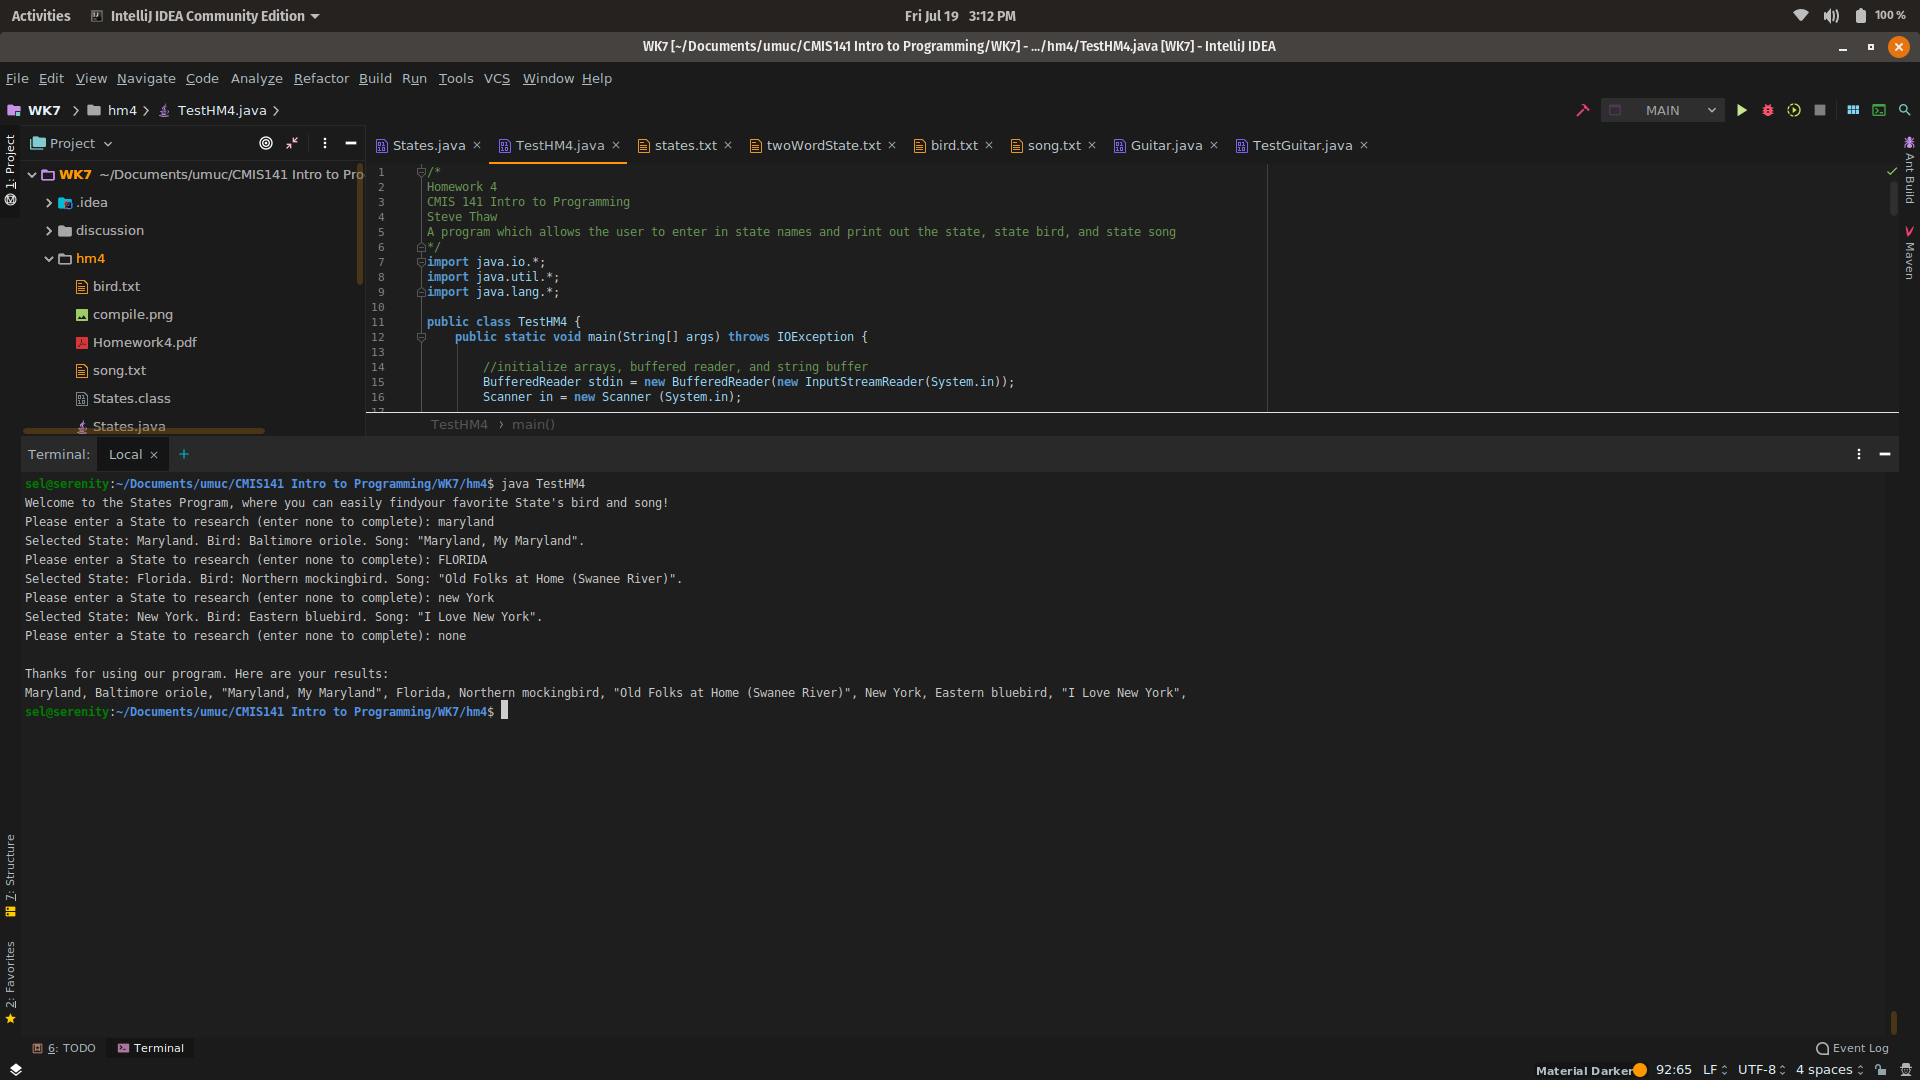 Activities IntelliJ IDEA Community Edition Fri Jul 19 3:12 PM 100 %
WK7 [~/Documents/umuc/CMIS141 Intro to Programming/WK7] - .../hm4/TestHM4.java [WK7] - IntelliJ IDEA
File Edit View Navigate Code Analyze Refactor Build Run Tools VCS Window Help
WK7 hm4 TestHM4.java MAIN
Project
States.java TestHM4.java states.txt twoWordState.txt bird.txt song.txt Guitar.java TestGuitar.java
1: Project
WK7 ~/Documents/umuc/CMIS141 Intro to Pro
.idea
discussion
hm4
bird.txt
compile.png
Homework4.pdf
song.txt
States.class
States.java
1 /*
2 Homework 4
3 CMIS 141 Intro to Programming
4 Steve Thaw
5 A program which allows the user to enter in state names and print out the state, state bird, and state song
6 */
7 import java.io.*;
8 import java.util.*;
9 import java.lang.*;
10
11 public class TestHM4 {
12 public static void main(String[] args) throws IOException {
13
14 //initialize arrays, buffered reader, and string buffer
15 BufferedReader stdin = new BufferedReader(new InputStreamReader(System.in));
16 Scanner in = new Scanner (System.in);
17
TestHM4 main()
Ant Build
Maven
Terminal: Local
sel@serenity:~/Documents/umuc/CMIS141 Intro to Programming/WK7/hm4$ java TestHM4
Welcome to the States Program, where you can easily findyour favorite State's bird and song!
Please enter a State to research (enter none to complete): maryland
Selected State: Maryland. Bird: Baltimore oriole. Song: "Maryland, My Maryland".
Please enter a State to research (enter none to complete): FLORIDA
Selected State: Florida. Bird: Northern mockingbird. Song: "Old Folks at Home (Swanee River)".
Please enter a State to research (enter none to complete): new York
Selected State: New York. Bird: Eastern bluebird. Song: "I Love New York".
Please enter a State to research (enter none to complete): none
Thanks for using our program. Here are your results:
Maryland, Baltimore oriole, "Maryland, My Maryland", Florida, Northern mockingbird, "Old Folks at Home (Swanee River)", New York, Eastern bluebird, "I Love New York",
sel@serenity:~/Documents/umuc/CMIS141 Intro to Programming/WK7/hm4$
7: Structure
2: Favorites
6: TODO Terminal Event Log
Material Darker 92:65 LF UTF-8 4 spaces